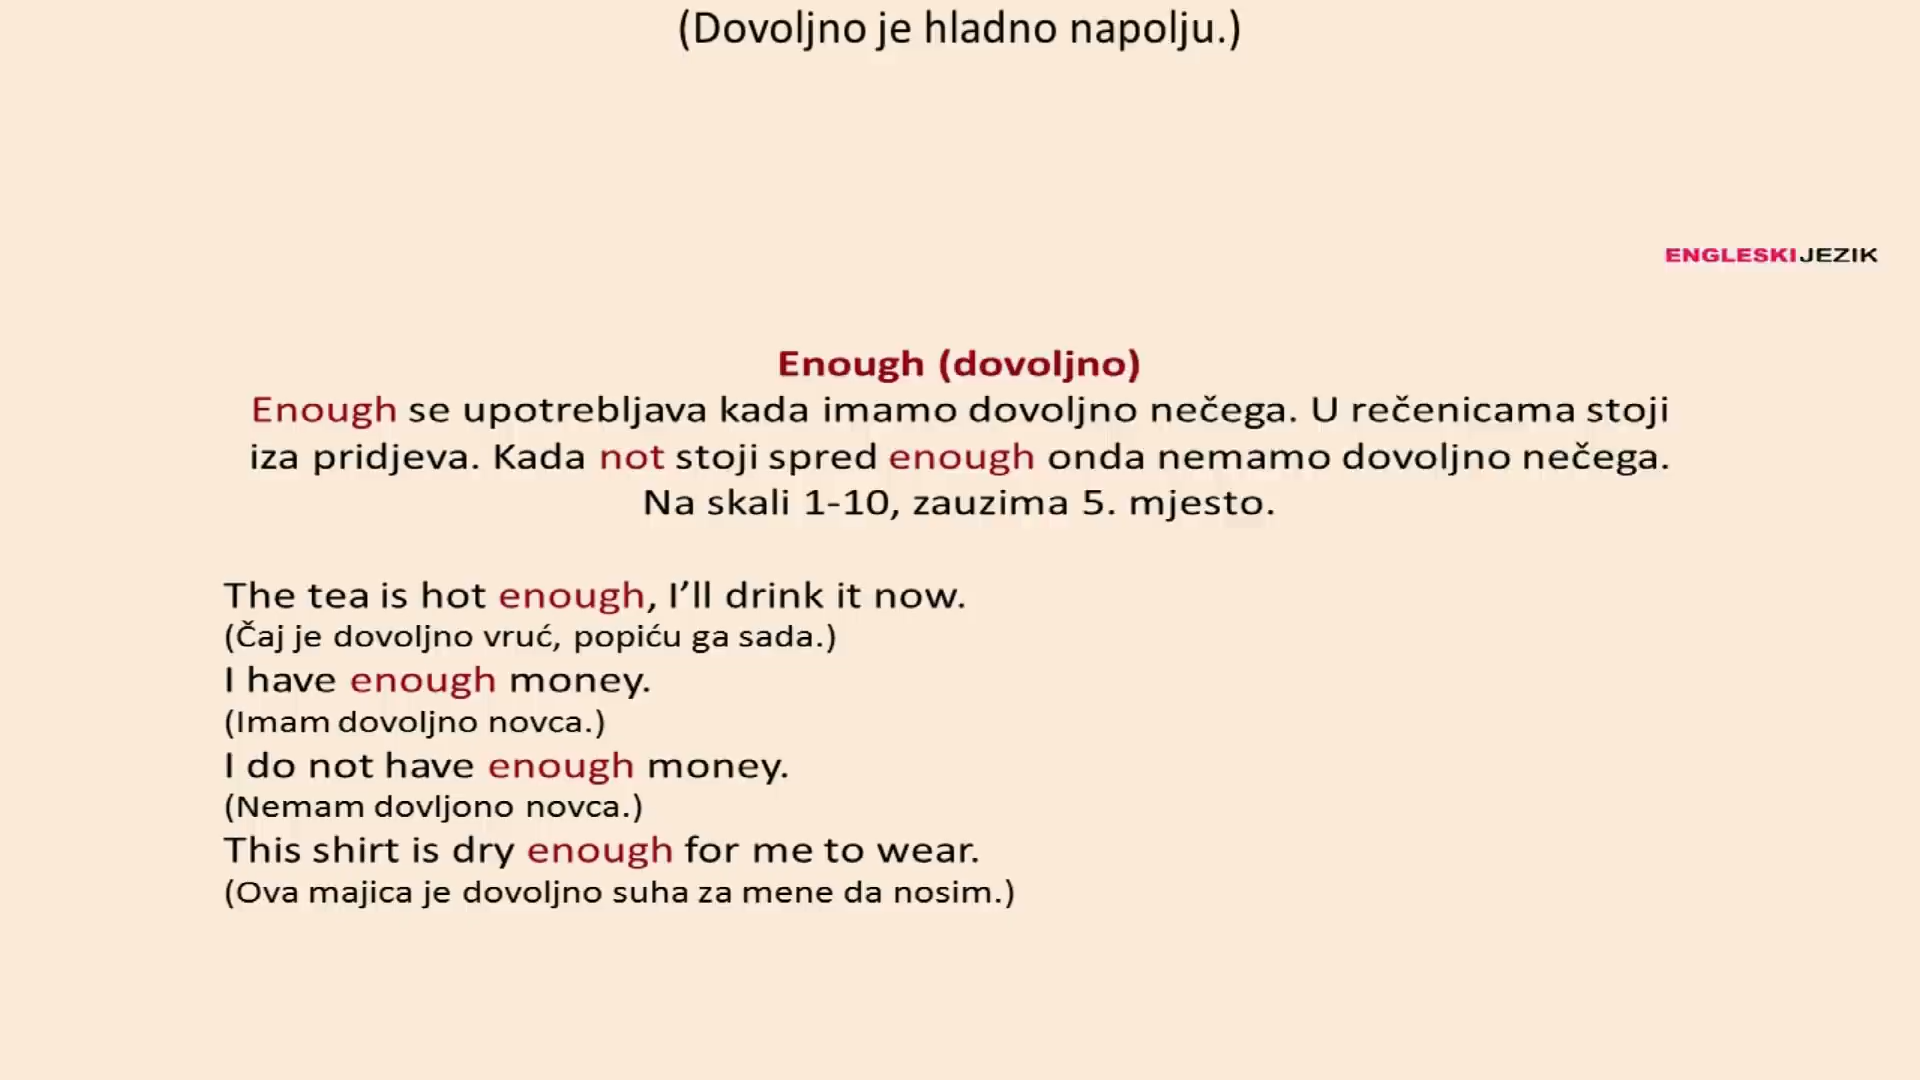 (Dovoljno je hladno napolju.)
ENGLESKIJEZIK
Enough (dovoljno)
Enough se upotrebljava kada imamo dovoljno nečega. U rečenicama stoji
iza pridjeva. Kada not stoji spred enough onda nemamo dovoljno nečega.
Na skali 1-10, zauzima 5. mjesto.
The tea is hot enough, I’ll drink it now.
(Čaj je dovoljno vruć, popiću ga sada.)
I have enough money.
(Imam dovoljno novca.)
I do not have enough money.
(Nemam dovljono novca.)
This shirt is dry enough for me to wear.
(Ova majica je dovoljno suha za mene da nosim.)